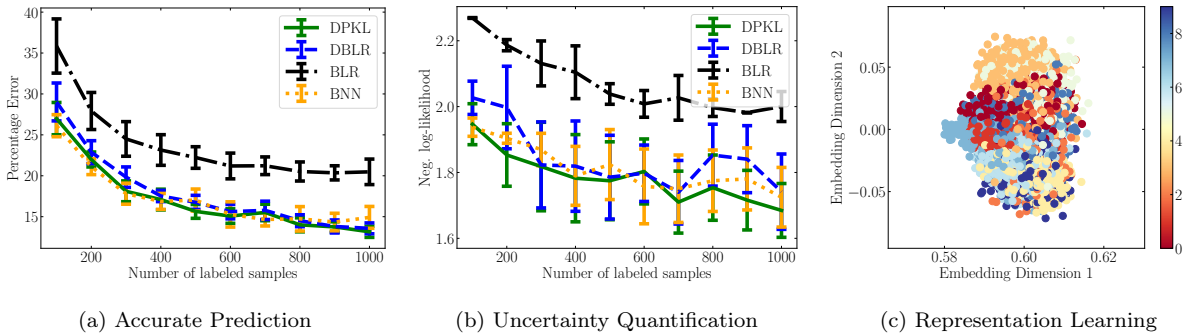 40
35
30
25
20
15
Percentage Error
200
400
600
800
1000
Number of labeled samples
DPKL
DBLR
BLR
BNN
(a) Accurate Prediction
2.2
2.0
1.8
1.6
Neg. log-likelihood
200
400
600
800
1000
Number of labeled samples
DPKL
DBLR
BLR
BNN
(b) Uncertainty Quantification
0.05
0.00
−0.05
Embedding Dimension 2
0.58
0.60
0.62
Embedding Dimension 1
8
6
4
2
0
(c) Representation Learning